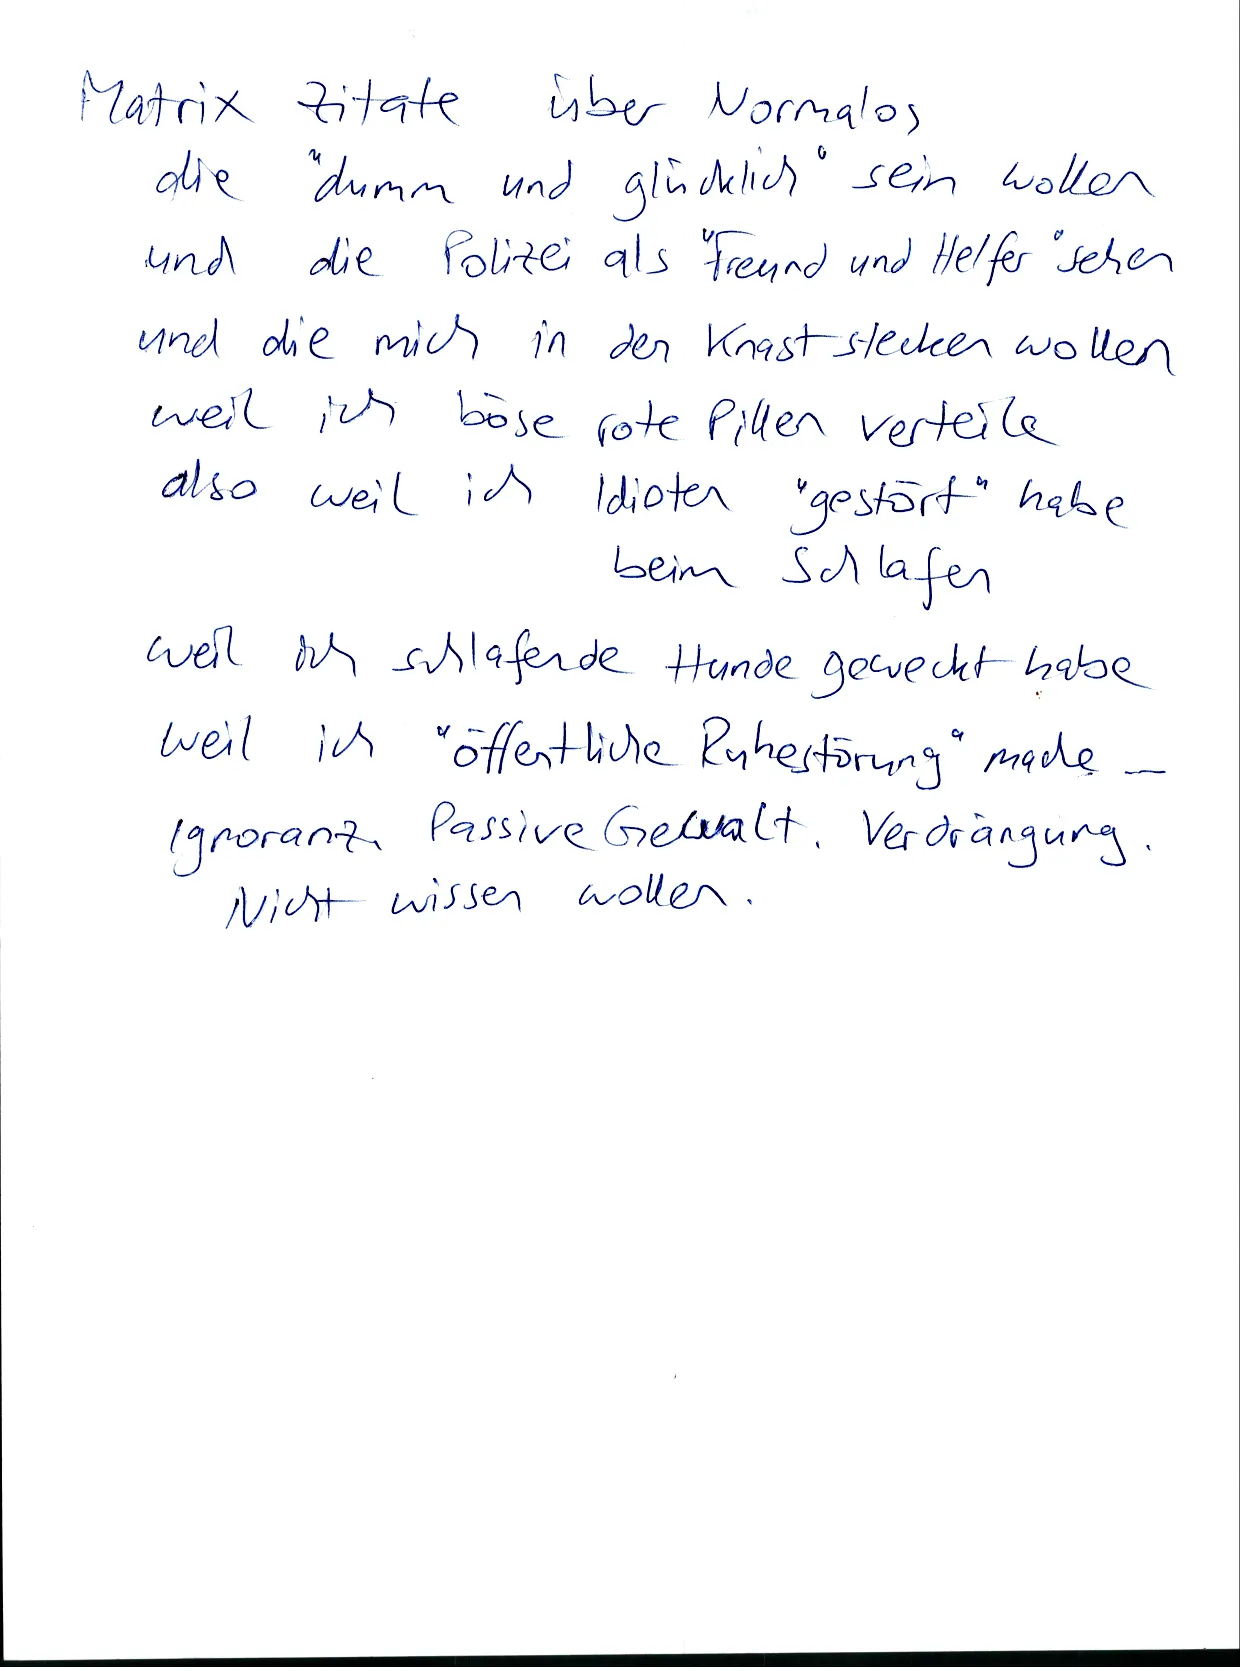 Matrix Zitate über Normalos
die "dumm und glücklich" sein wollen
und die Polizei als "Freund und Helfer" sehen
und die mich in den Knast stecken wollen
weil ich böse rote Pillen verteile
also weil ich Idioten "gestört" habe
beim Schlafen
weil ich schlafende Hunde geweckt habe
weil ich "öffentliche Ruhestörung" mache —
Ignoranz. Passive Gewalt. Verdrängung.
Nicht wissen wollen.